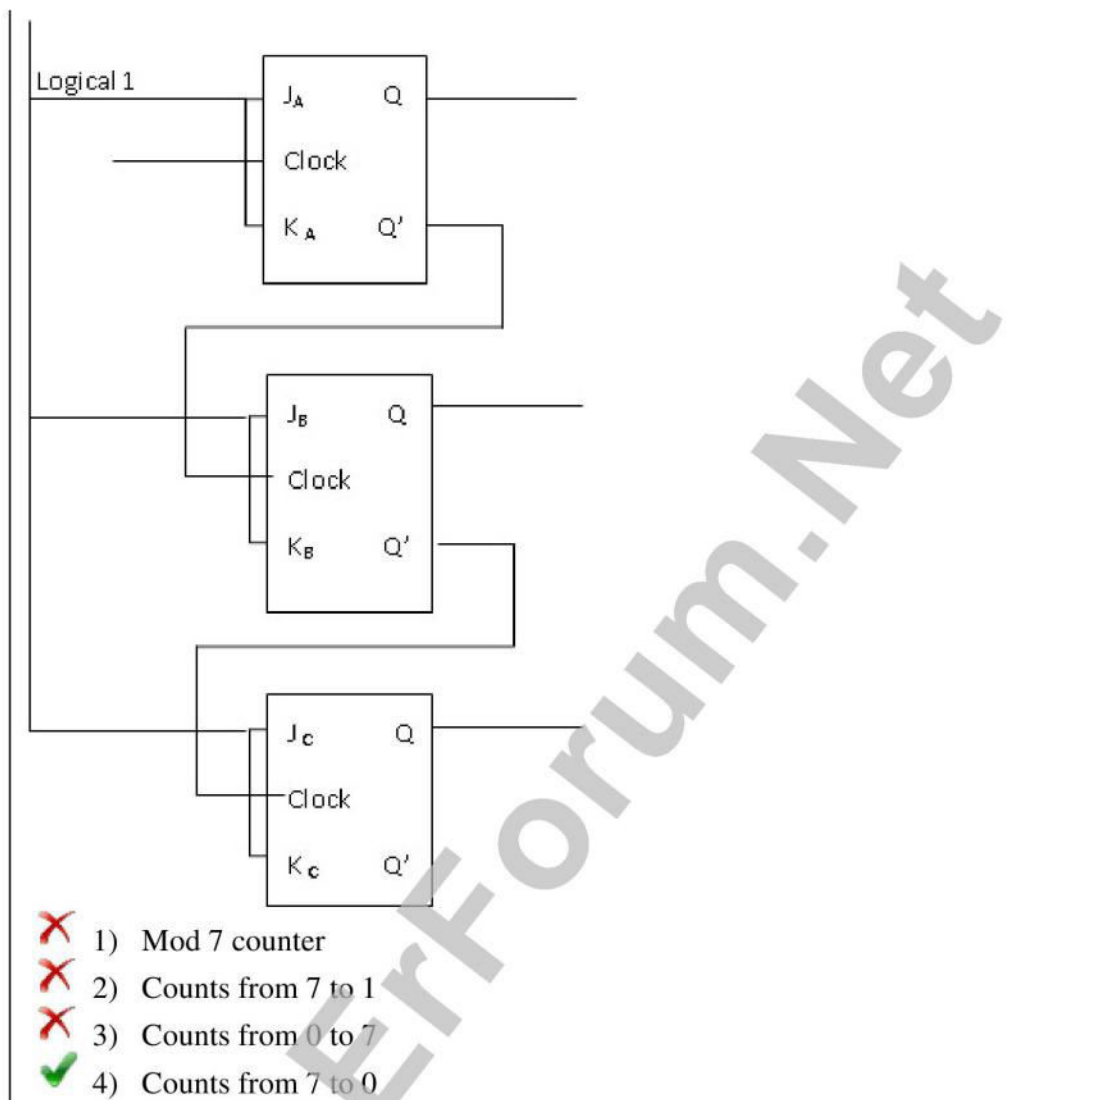 Logical 1
JA Q
Clock
KA Q'
JB Q
Clock
KB Q'
JC Q
Clock
KC Q'
1) Mod 7 counter
2) Counts from 7 to 1
3) Counts from 0 to 7
4) Counts from 7 to 0
ErForum.Net